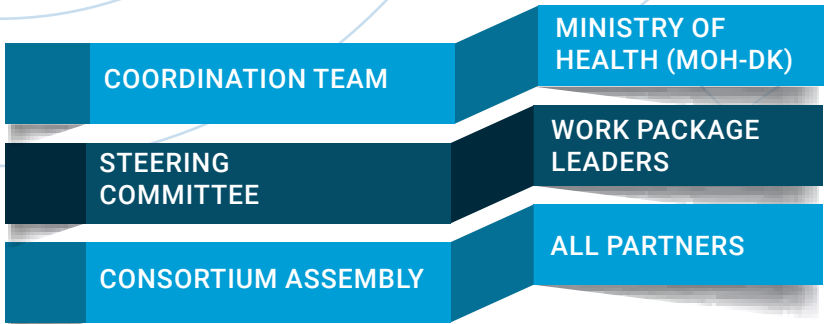 COORDINATION TEAM
MINISTRY OF
HEALTH (MOH-DK)
STEERING
COMMITTEE
WORK PACKAGE
LEADERS
CONSORTIUM ASSEMBLY
ALL PARTNERS